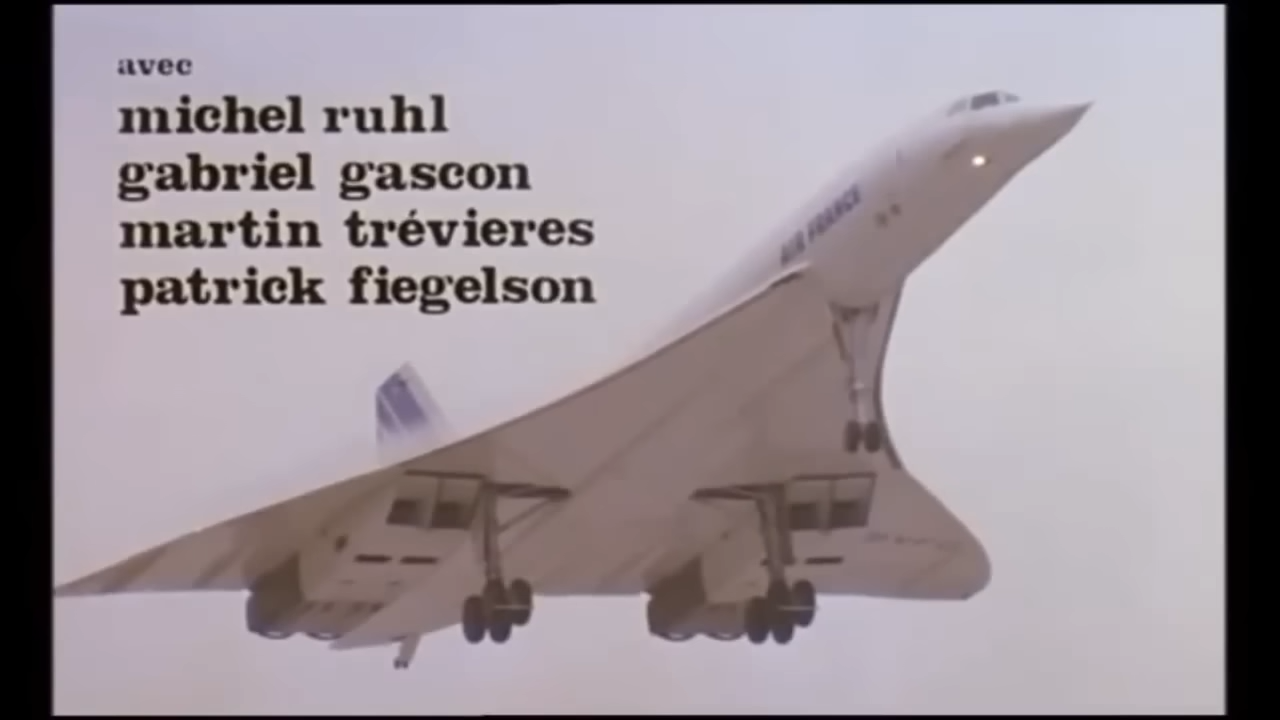 avec
michel ruhl
gabriel gascon
martin trévieres
patrick fiegelson
AIR FRANCE